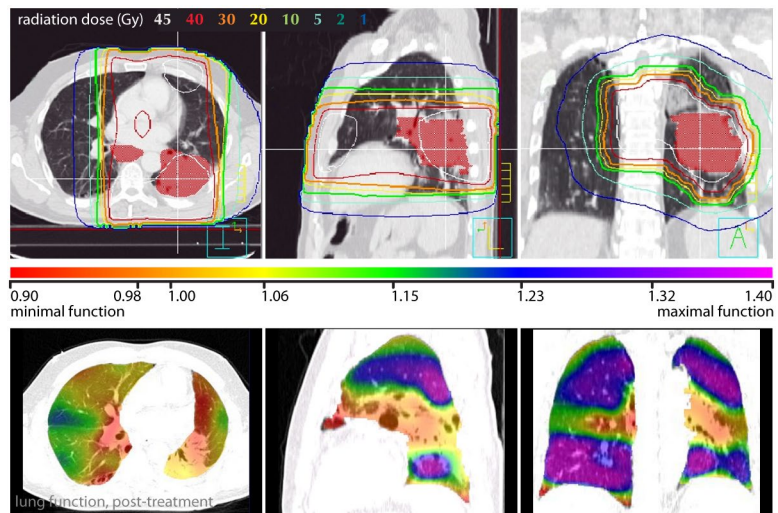 radiation dose (Gy) 45 40 30 20 10 5 2 1
A
0.90 0.98 1.00 1.06 1.15 1.23 1.32 1.40
minimal function maximal function
lung function, post-treatment